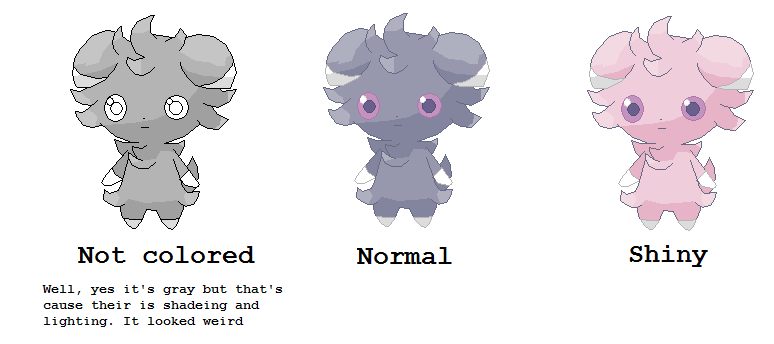 Not colored
Normal
Shiny
Well, yes it's gray but that's
cause their is shadeing and
lighting. It looked weird